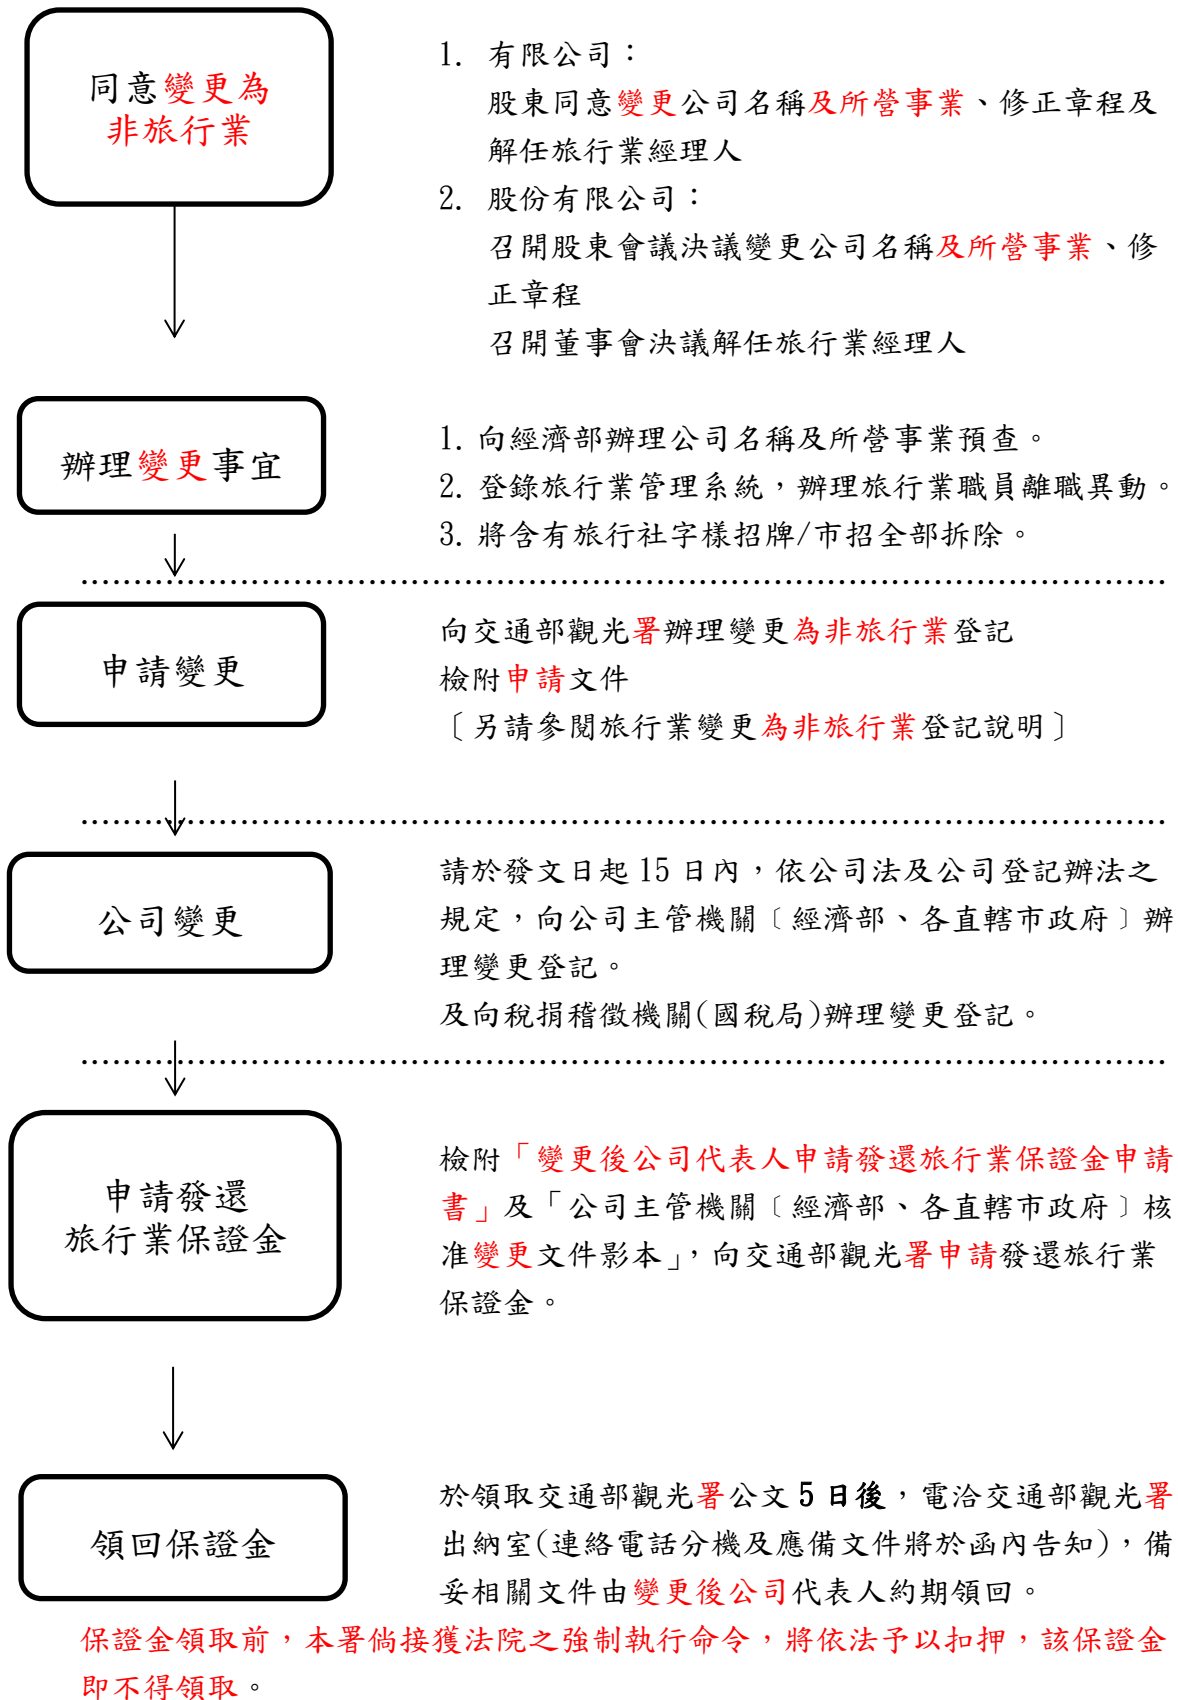 同意變更為
非旅行業
1. 有限公司：
股東同意變更公司名稱及所營事業、修正章程及
解任旅行業經理人
2. 股份有限公司：
召開股東會議決議變更公司名稱及所營事業、修
正章程
召開董事會決議解任旅行業經理人
辦理變更事宜
1. 向經濟部辦理公司名稱及所營事業預查。
2. 登錄旅行業管理系統，辦理旅行業職員離職異動。
3. 將含有旅行社字樣招牌/市招全部拆除。
申請變更
向交通部觀光署辦理變更為非旅行業登記
檢附申請文件
〔另請參閱旅行業變更為非旅行業登記說明〕
公司變更
請於發文日起 15 日內，依公司法及公司登記辦法之
規定，向公司主管機關﹝經濟部、各直轄市政府﹞辦
理變更登記。
及向稅捐稽徵機關(國稅局)辦理變更登記。
申請發還
旅行業保證金
檢附「變更後公司代表人申請發還旅行業保證金申請
書」及「公司主管機關﹝經濟部、各直轄市政府﹞核
准變更文件影本」，向交通部觀光署申請發還旅行業
保證金。
領回保證金
於領取交通部觀光署公文 5 日後，電洽交通部觀光署
出納室(連絡電話分機及應備文件將於函內告知)，備
妥相關文件由變更後公司代表人約期領回。
保證金領取前，本署倘接獲法院之強制執行命令，將依法予以扣押，該保證金
即不得領取。